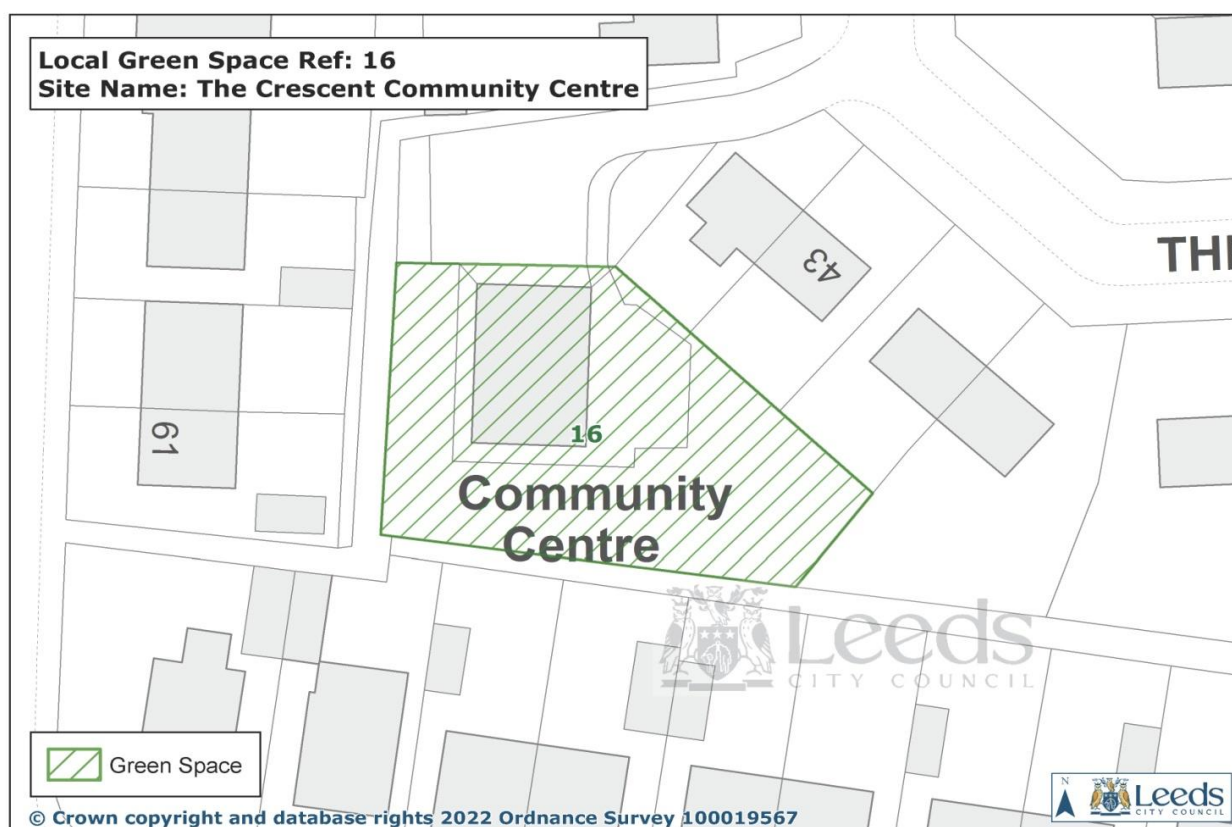 Local Green Space Ref: 16
Site Name: The Crescent Community Centre
43
61
16
Community
Centre
Leeds
CITY COUNCIL
Green Space
N
Leeds
CITY COUNCIL
© Crown copyright and database rights 2022 Ordnance Survey 100019567